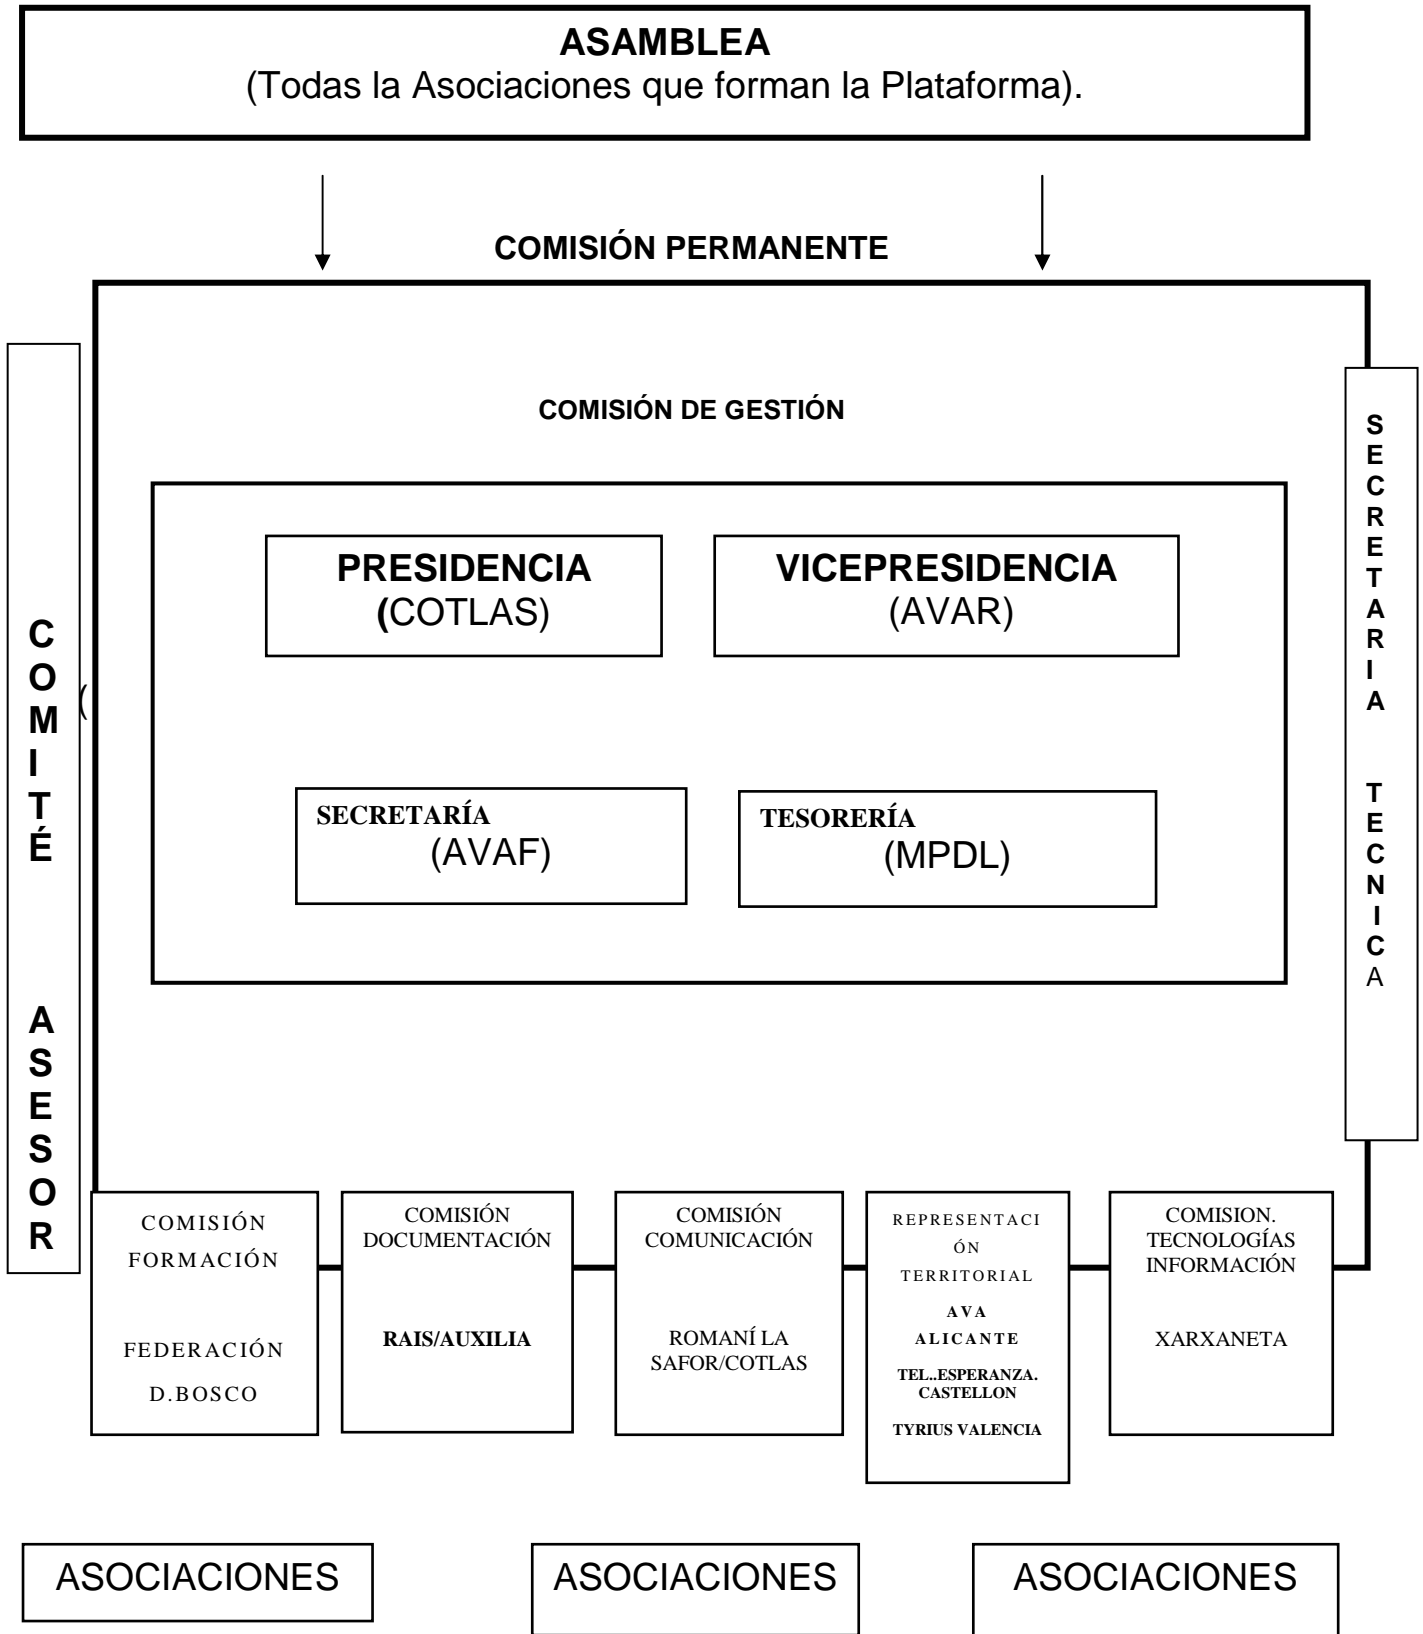 ASAMBLEA
(Todas la Asociaciones que forman la Plataforma).
COMISIÓN PERMANENTE
COMITÉ ASESOR
(
COMISIÓN DE GESTIÓN
PRESIDENCIA
(COTLAS)
VICEPRESIDENCIA
(AVAR)
SECRETARÍA
(AVAF)
TESORERÍA
(MPDL)
SECRETARIA TECNICA
COMISIÓN
FORMACIÓN
FEDERACIÓN
D.BOSCO
COMISIÓN
DOCUMENTACIÓN
RAIS/AUXILIA
COMISIÓN
COMUNICACIÓN
ROMANÍ LA
SAFOR/COTLAS
REPRESENTACI
ÓN
TERRITORIAL
AVA
ALICANTE
TEL..ESPERANZA.
CASTELLON
TYRIUS VALENCIA
COMISION.
TECNOLOGÍAS
INFORMACIÓN
XARXANETA
ASOCIACIONES
ASOCIACIONES
ASOCIACIONES